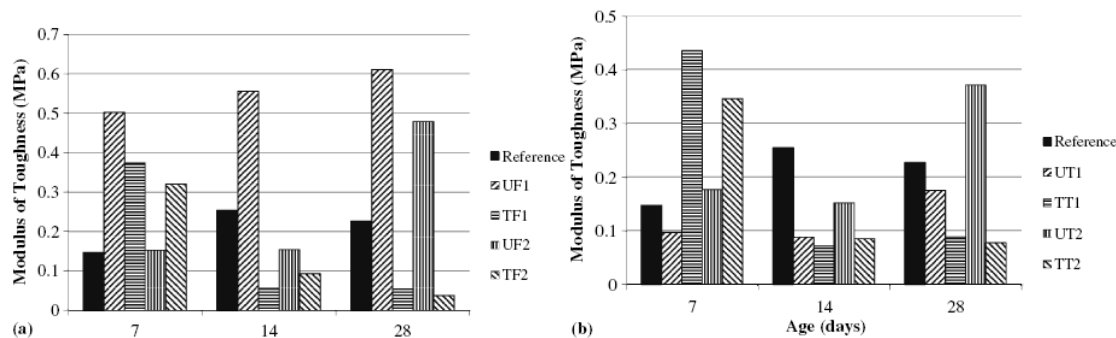 Modulus of Toughness (MPa)
0.7
0.6
0.5
0.4
0.3
0.2
0.1
0
7
14
28
Reference
UF1
TF1
UF2
TF2
(a)
Modulus of Toughness (MPa)
0.5
0.4
0.3
0.2
0.1
0
7
14
28
Age (days)
Reference
UT1
TT1
UT2
TT2
(b)